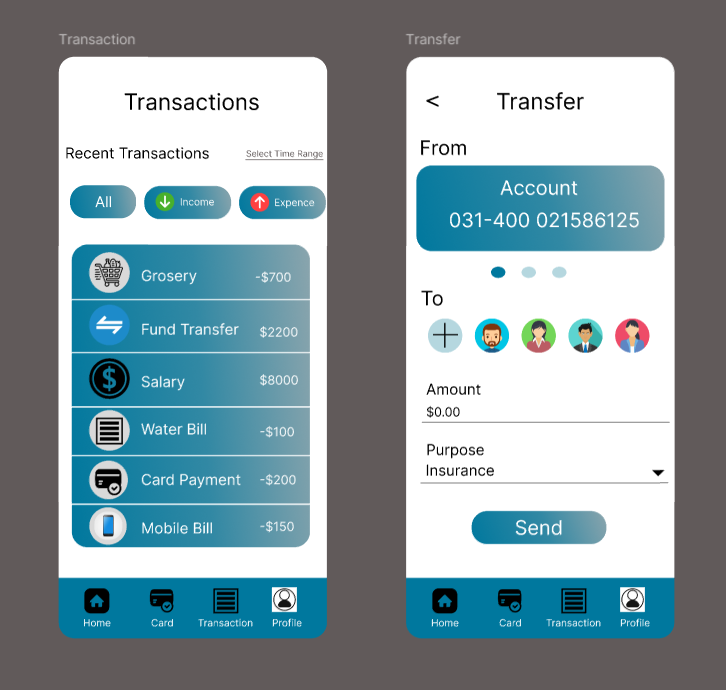 Transaction
Transactions
Recent Transactions Select Time Range
All Income Expence
Grosery -$700
Fund Transfer $2200
$ Salary $8000
Water Bill -$100
Card Payment -$200
Mobile Bill -$150
Home Card Transaction Profile
Transfer
< Transfer
From
Account
031-400 021586125
To
Amount
$0.00
Purpose
Insurance
Send
Home Card Transaction Profile